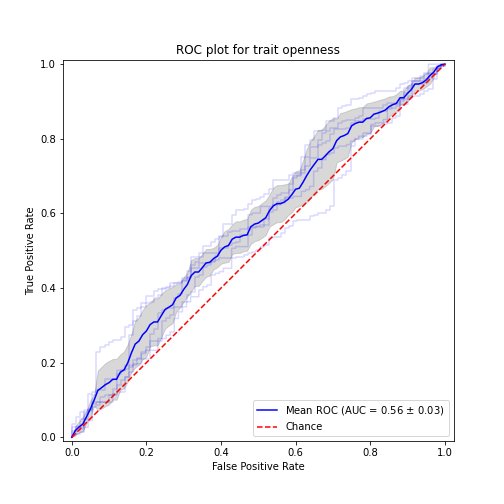 ROC plot for trait openness
1.0
0.8
0.6
0.4
0.2
0.0
True Positive Rate
Mean ROC (AUC = 0.56 ± 0.03)
Chance
0.0 0.2 0.4 0.6 0.8 1.0
False Positive Rate